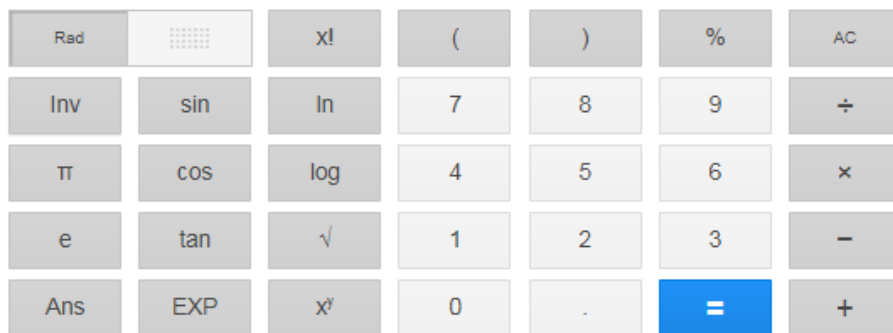 Rad x! ( ) % AC
Inv sin ln 7 8 9 ÷
π cos log 4 5 6 ×
e tan √ 1 2 3 −
Ans EXP xʸ 0 . = +